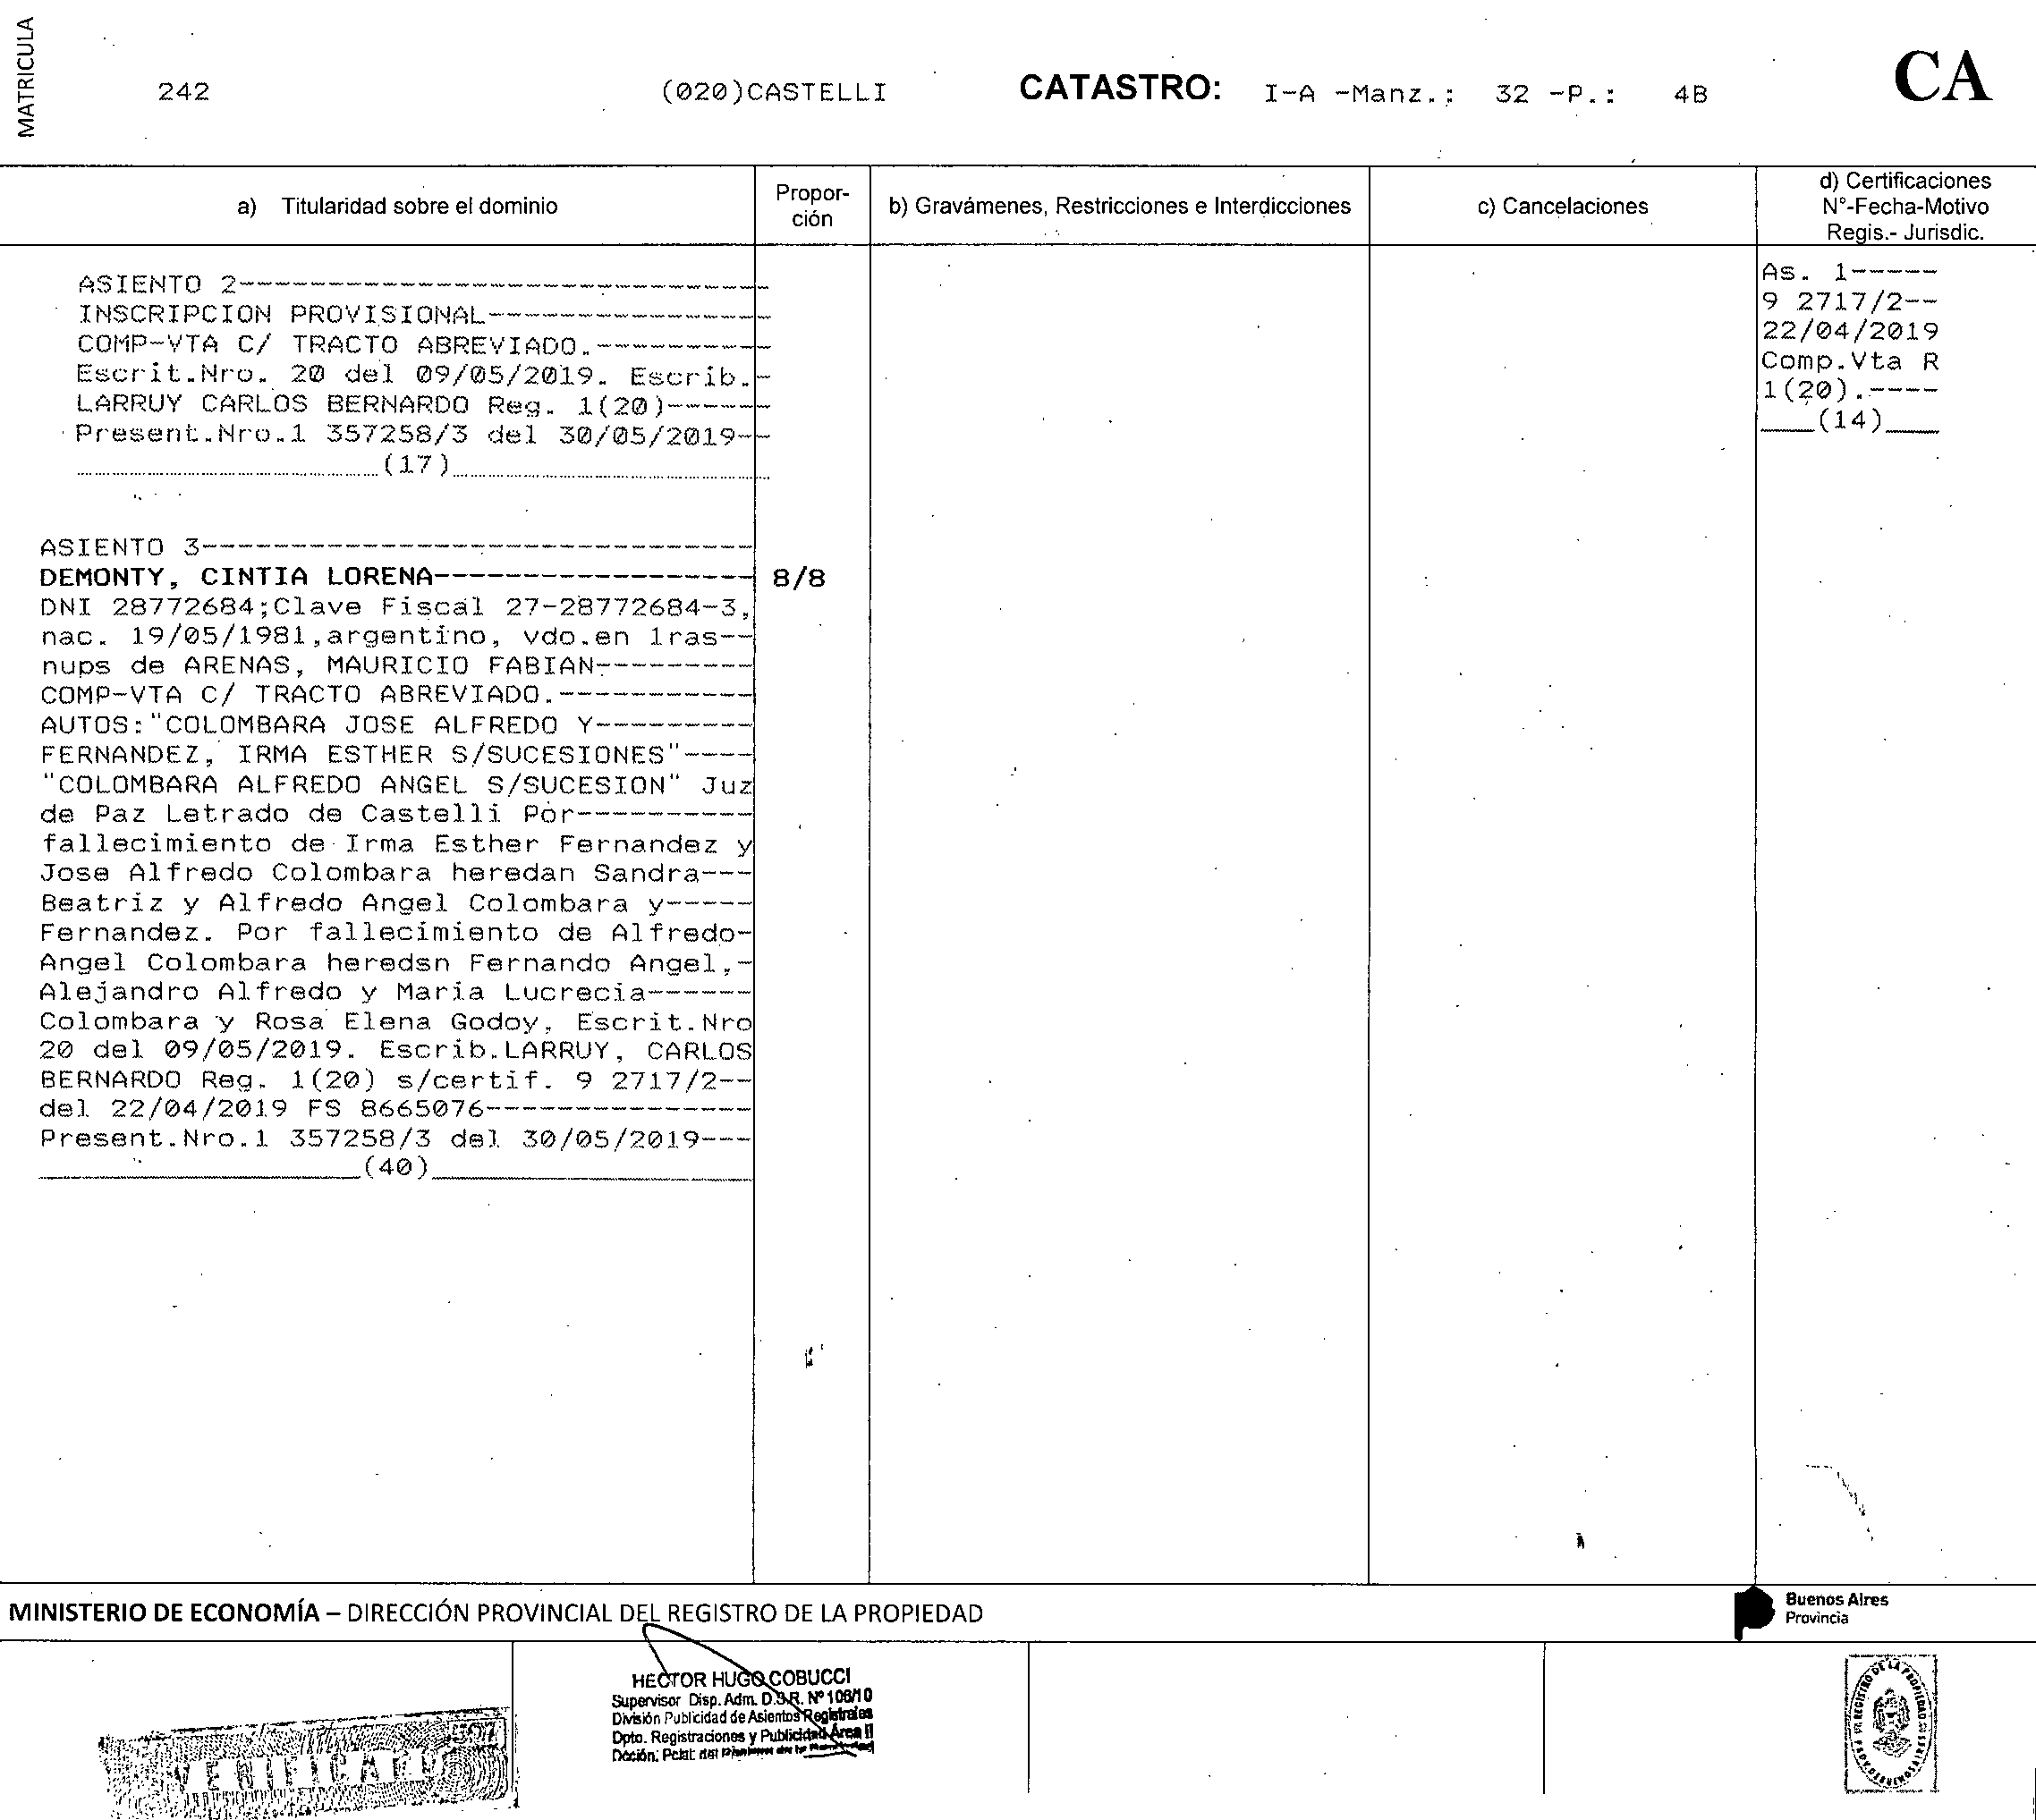 MATRICULA
242
(020)CASTELLI
CATASTRO: I-A -Manz.: 32 -P.: 4B
CA
a) Titularidad sobre el dominio
Propor-
ción
b) Gravámenes, Restricciones e Interdicciones
c) Cancelaciones
d) Certificaciones
N°-Fecha-Motivo
Regis.- Jurisdic.
ASIENTO 2------------------------------
INSCRIPCION PROVISIONAL----------------
COMP-VTA C/ TRACTO ABREVIADO.----------
Escrit.Nro. 20 del 09/05/2019. Escrib.-
LARRUY CARLOS BERNARDO Reg. 1(20)------
Present.Nro.1 357258/3 del 30/05/2019--
(17)
ASIENTO 3-------------------------------
DEMONTY, CINTIA LORENA------------------
8/8
DNI 28772684;Clave Fiscal 27-28772684-3,
nac. 19/05/1981,argentino, vdo.en 1ras--
nups de ARENAS, MAURICIO FABIAN---------
COMP-VTA C/ TRACTO ABREVIADO.-----------
AUTOS:"COLOMBARA JOSE ALFREDO Y---------
FERNANDEZ, IRMA ESTHER S/SUCESIONES"----
"COLOMBARA ALFREDO ANGEL S/SUCESION" Juz
de Paz Letrado de Castelli Por----------
fallecimiento de Irma Esther Fernandez y
Jose Alfredo Colombara heredan Sandra---
Beatriz y Alfredo Angel Colombara y-----
Fernandez. Por fallecimiento de Alfredo-
Angel Colombara heredsn Fernando Angel,-
Alejandro Alfredo y Maria Lucrecia------
Colombara y Rosa Elena Godoy, Escrit.Nro
20 del 09/05/2019. Escrib.LARRUY, CARLOS
BERNARDO Reg. 1(20) s/certif. 9 2717/2--
del 22/04/2019 FS 8665076---------------
Present.Nro.1 357258/3 del 30/05/2019---
(40)
As. 1-----
9 2717/2--
22/04/2019
Comp.Vta R
1(20).----
(14)
MINISTERIO DE ECONOMÍA – DIRECCIÓN PROVINCIAL DEL REGISTRO DE LA PROPIEDAD
Buenos Aires
Provincia
HECTOR HUGO COBUCCI
Supervisor Disp. Adm. D.S.R. Nº 106/10
División Publicidad de Asientos Registrales
Dpto. Registraciones y Publicidad Área II
REGISTRO DE LA PROPIEDAD